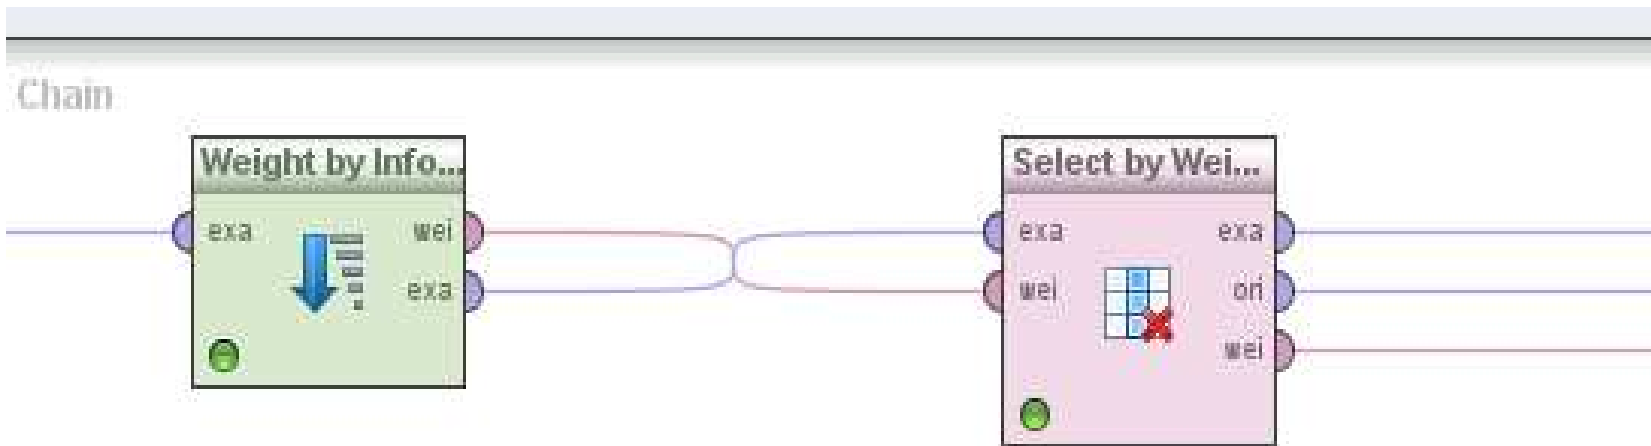 Chain
Weight by Info...
exa
wei
exa
Select by Wei...
exa
wei
exa
ori
wei